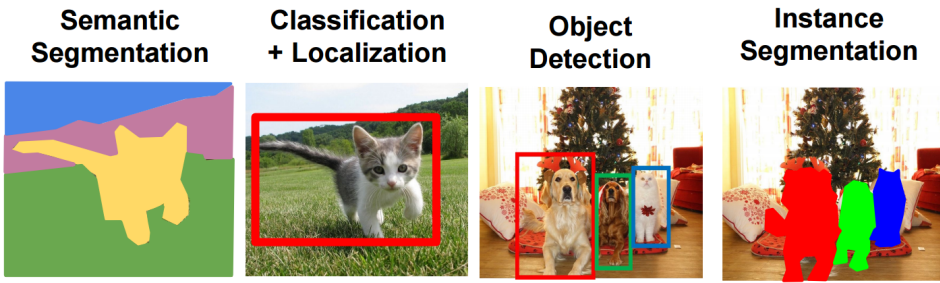 Semantic
Segmentation
Classification
+ Localization
Object
Detection
Instance
Segmentation